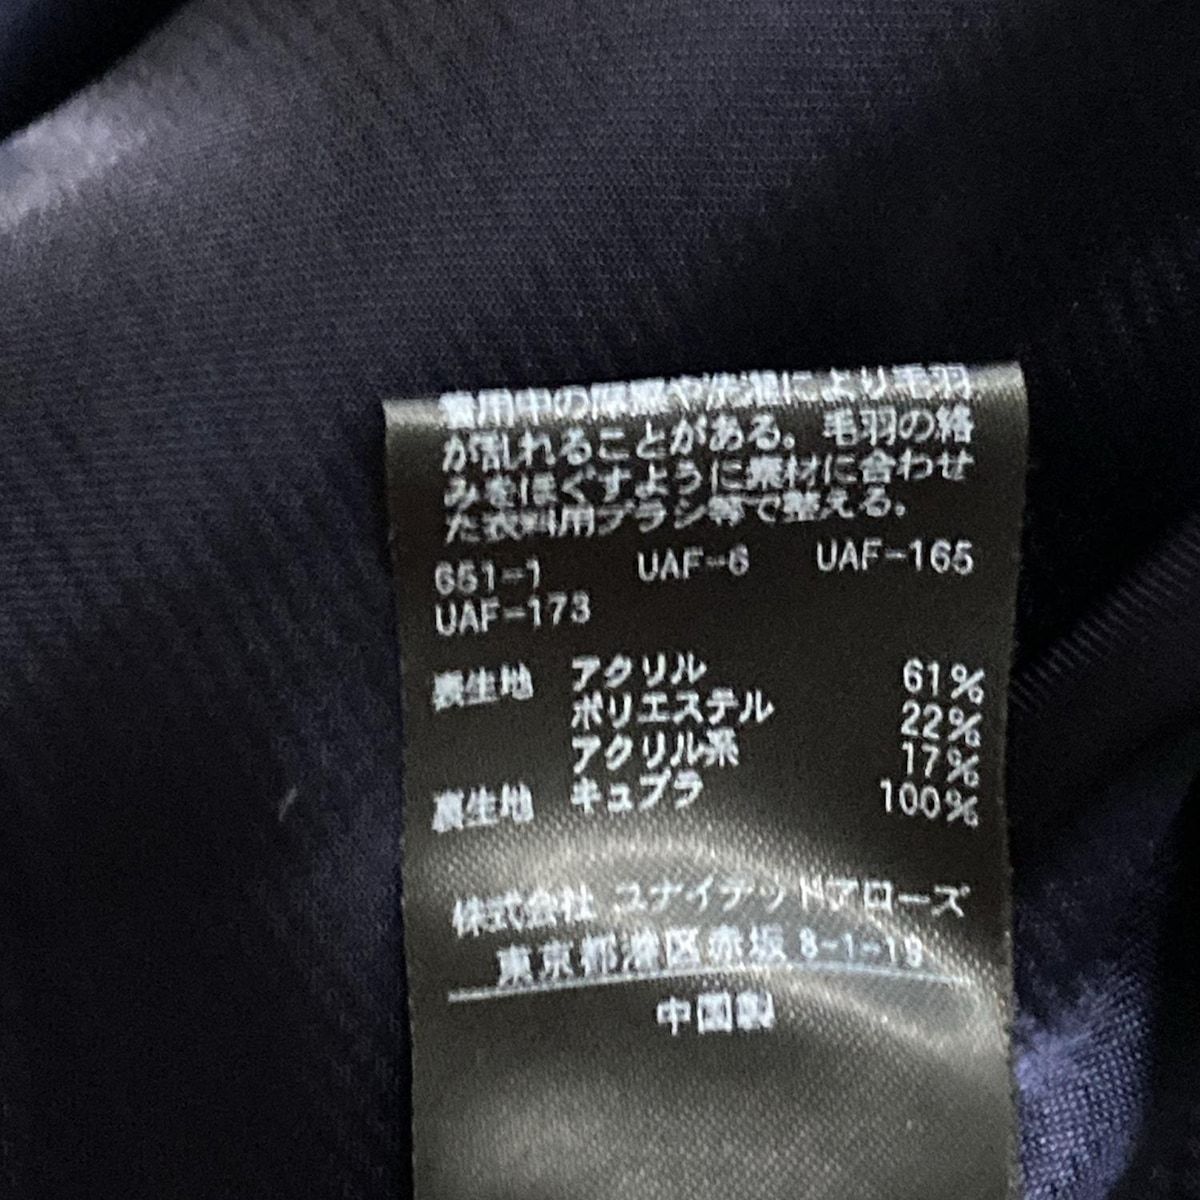 着用中の摩擦や洗濯により毛羽
が乱れることがある。毛羽の絡
みをほぐすように素材に合わせ
た衣料用ブラシ等で整える。
651-1 UAF-6 UAF-165
UAF-173
表生地 アクリル 61%
ポリエステル 22%
アクリル系 17%
裏生地 キュプラ 100%
株式会社 ユナイテッドアローズ
東京都港区赤坂 8-1-19
中国製